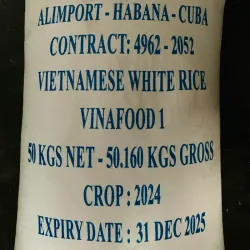 ALIMPORT - HABANA - CUBA
CONTRACT: 4962 - 2052
VIETNAMESE WHITE RICE
VINAFOOD 1
50 KGS NET - 50.160 KGS GROSS
CROP : 2024
EXPIRY DATE : 31 DEC 2025